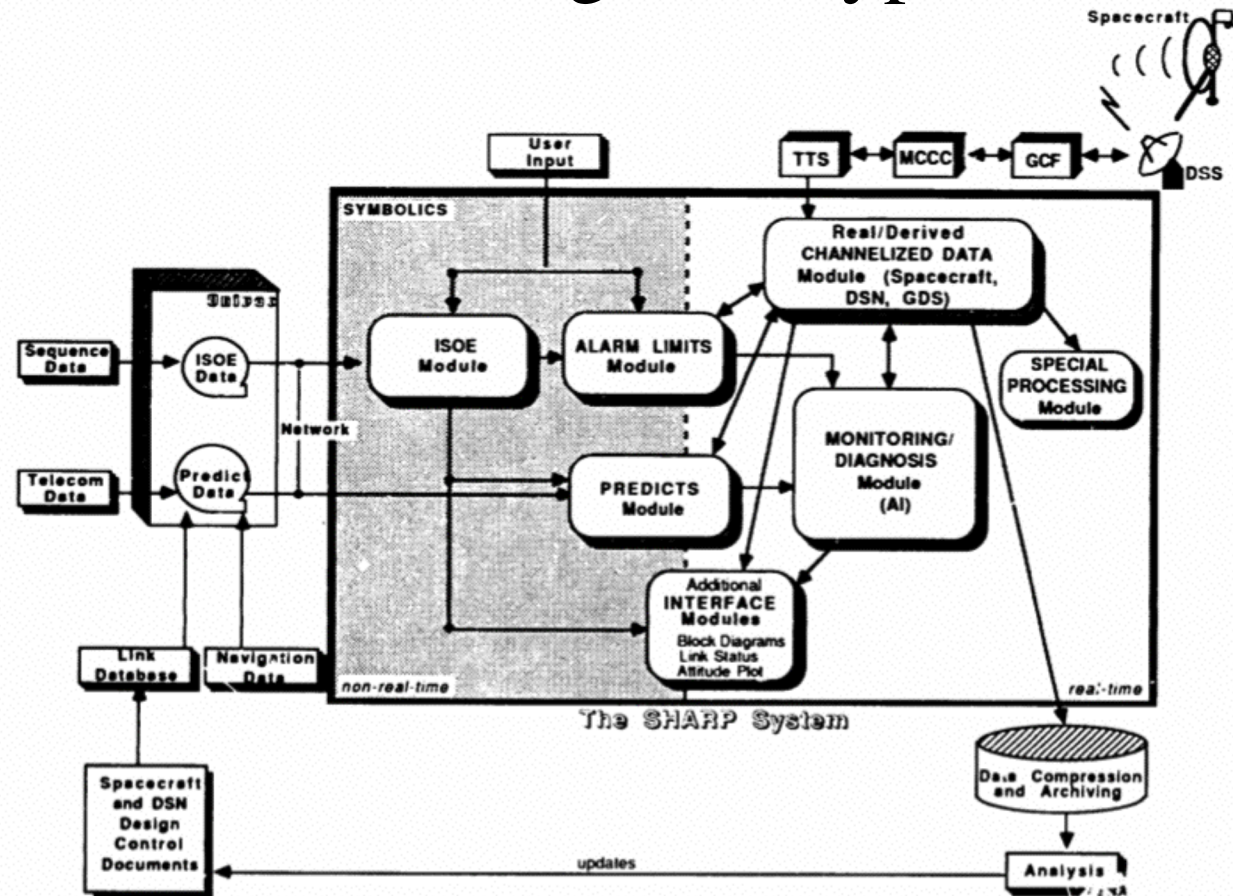 Spacecraft
User
Input
TTS
MCCC
GCF
DSS
SYMBOLICS
Real/Derived
CHANNELIZED DATA
Module (Spacecraft,
DSN, GDS)
Sequence
Data
ISOE
Data
ISOE
Module
ALARM LIMITS
Module
SPECIAL
PROCESSING
Module
Network
Telecom
Data
Predict
Data
PREDICTS
Module
MONITORING/
DIAGNOSIS
Module
(AI)
Additional
INTERFACE
Modules
Block Diagrams
Link Status
Attitude Plot
Link
Database
Navigation
Data
non-real-time
real-time
The SHARP System
Spacecraft
and DSN
Design
Control
Documents
Data Compression
and Archiving
updates
Analysis